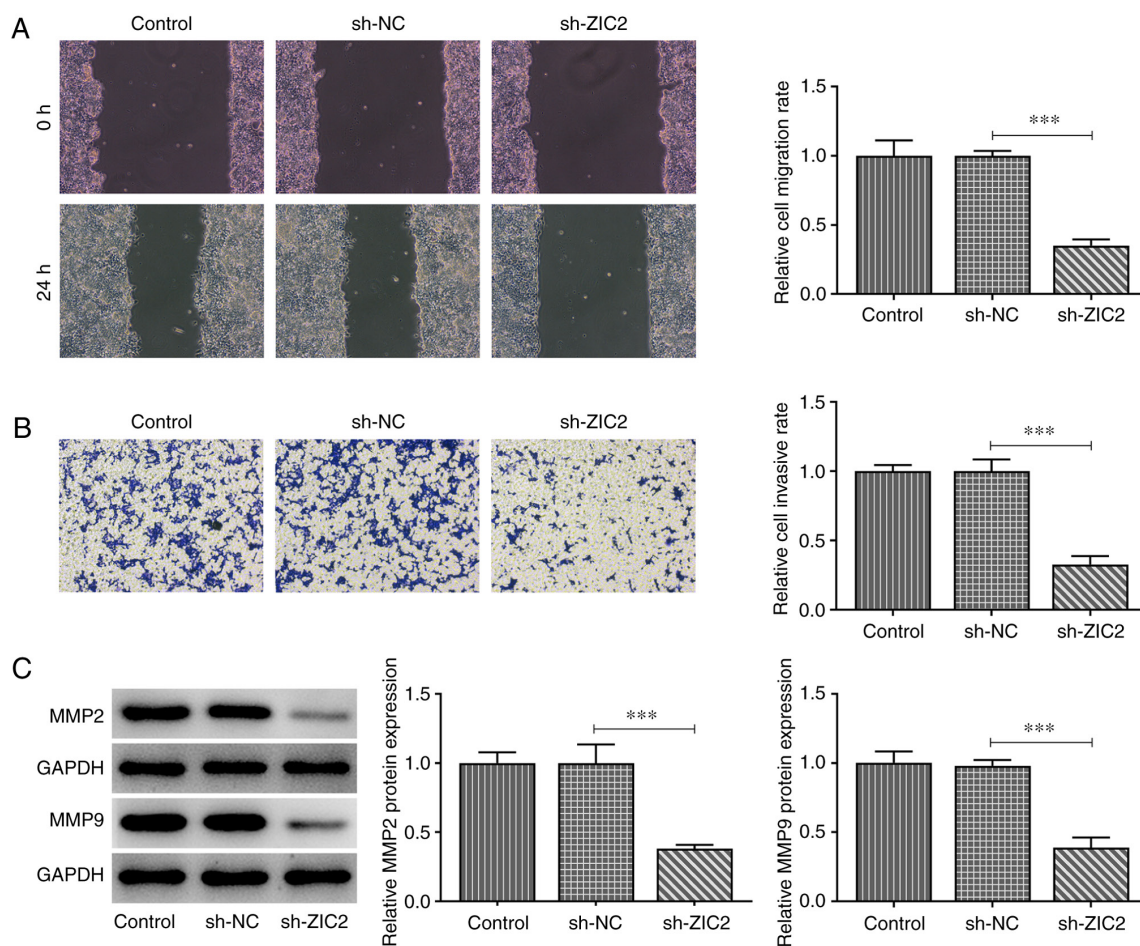 A
Control
sh-NC
sh-ZIC2
0 h
24 h
Relative cell migration rate
1.5
1.0
0.5
0.0
***
Control
sh-NC
sh-ZIC2
B
Control
sh-NC
sh-ZIC2
Relative cell invasive rate
1.5
1.0
0.5
0.0
***
Control
sh-NC
sh-ZIC2
C
MMP2
GAPDH
MMP9
GAPDH
Control
sh-NC
sh-ZIC2
Relative MMP2 protein expression
1.5
1.0
0.5
0.0
***
Control
sh-NC
sh-ZIC2
Relative MMP9 protein expression
1.5
1.0
0.5
0.0
***
Control
sh-NC
sh-ZIC2